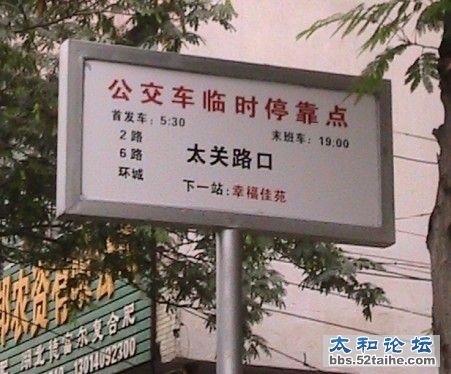 公交车临时停靠点
首发车：5:30 末班车：19:00
2路
6路
环城
太关路口
下一站：幸福佳苑
13014092300
太和论坛
bbs.52taihe.com